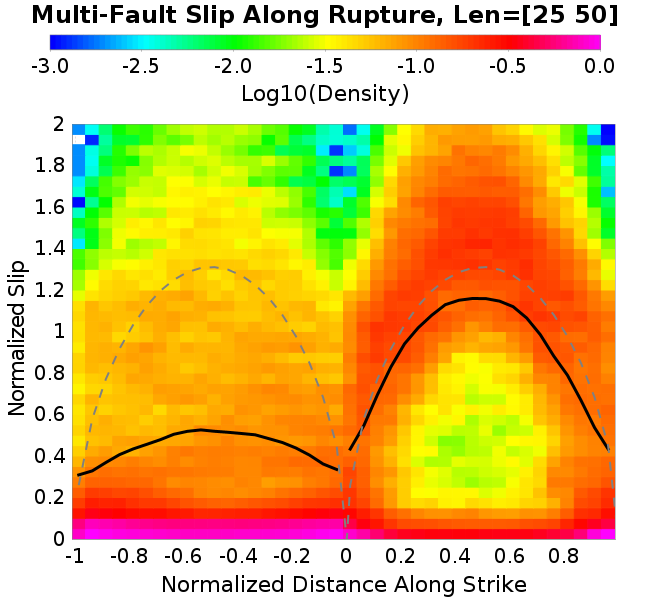 Multi-Fault Slip Along Rupture, Len=[25 50]
-3.0 -2.5 -2.0 -1.5 -1.0 -0.5 0.0
Log10(Density)
2
1.8
1.6
1.4
1.2
1
0.8
0.6
0.4
0.2
0
Normalized Slip
-1 -0.8 -0.6 -0.4 -0.2 0 0.2 0.4 0.6 0.8
Normalized Distance Along Strike